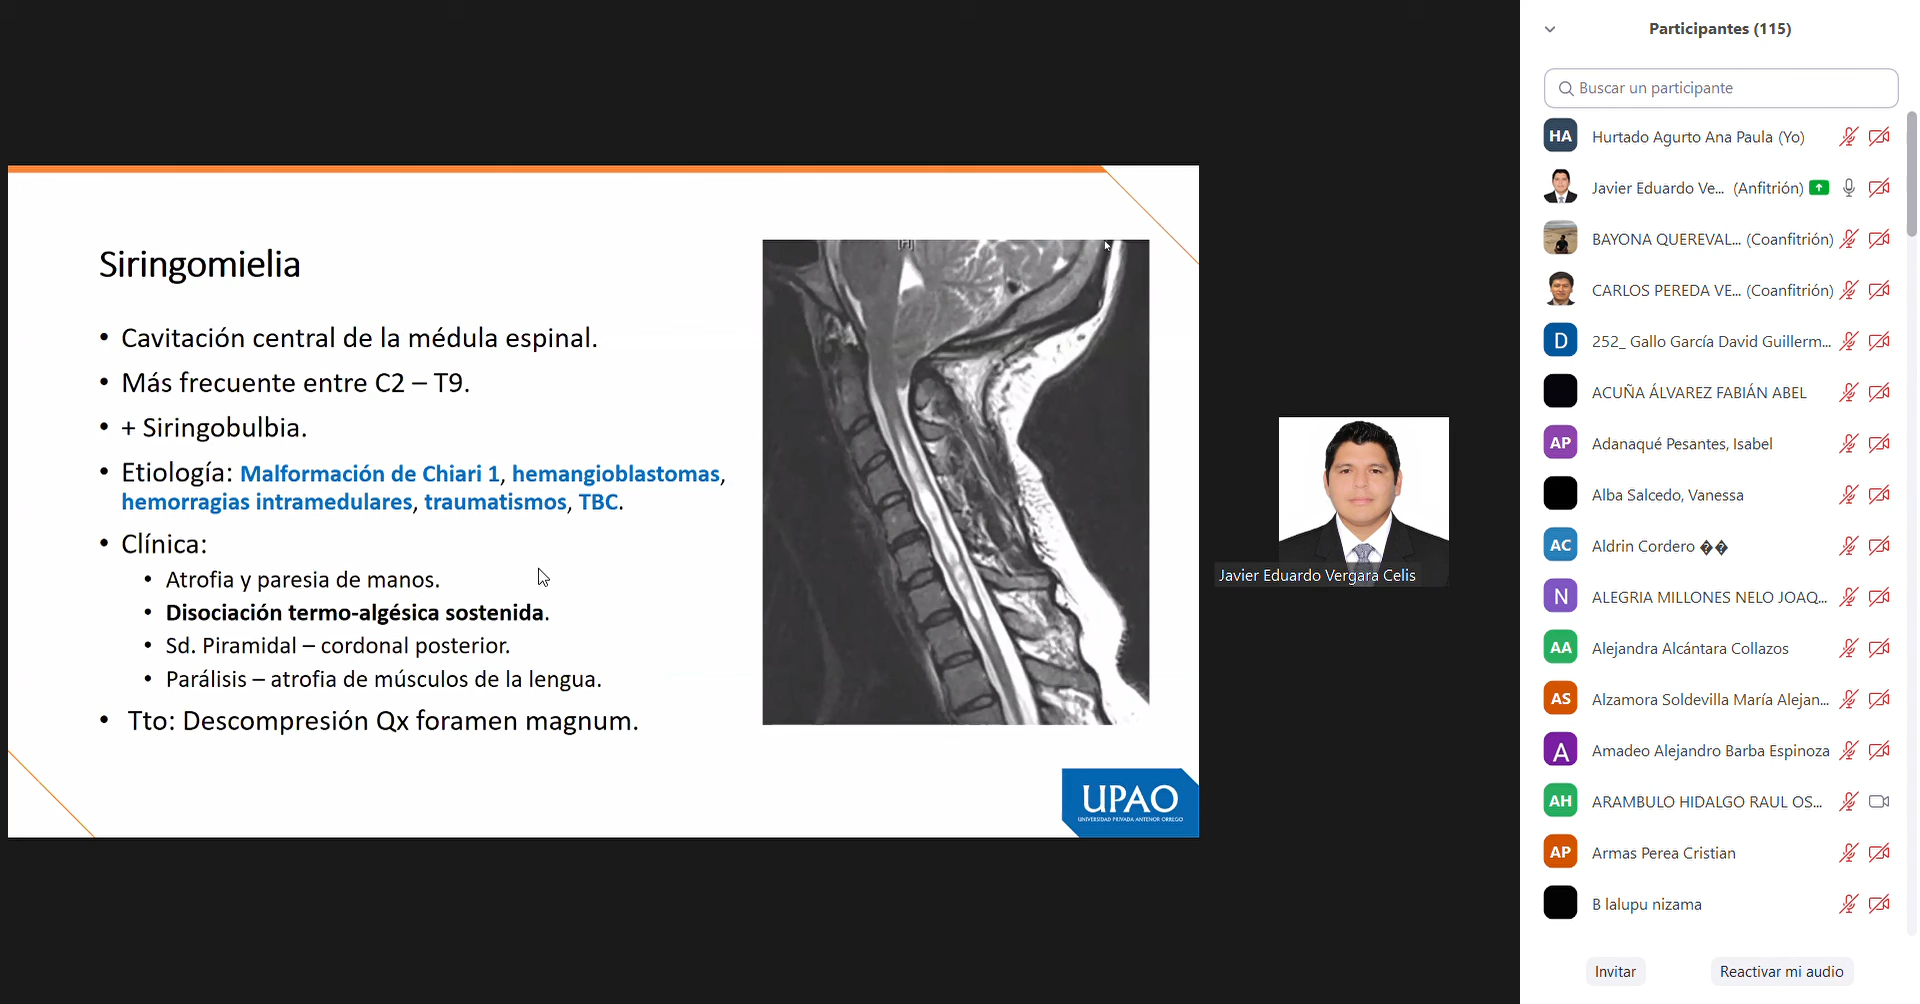 Siringomielia
• Cavitación central de la médula espinal.
• Más frecuente entre C2 – T9.
• + Siringobulbia.
• Etiología: Malformación de Chiari 1, hemangioblastomas,
hemorragias intramedulares, traumatismos, TBC.
• Clínica:
• Atrofia y paresia de manos.
• Disociación termo-algésica sostenida.
• Sd. Piramidal – cordonal posterior.
• Parálisis – atrofia de músculos de la lengua.
• Tto: Descompresión Qx foramen magnum.
[H]
UPAO
UNIVERSIDAD PRIVADA ANTENOR ORREGO
Javier Eduardo Vergara Celis
Participantes (115)
Buscar un participante
HA Hurtado Agurto Ana Paula (Yo)
Javier Eduardo Ve... (Anfitrión)
BAYONA QUEREVAL... (Coanfitrión)
CARLOS PEREDA VE... (Coanfitrión)
D 252_ Gallo García David Guillerm...
ACUÑA ÁLVAREZ FABIÁN ABEL
AP Adanaqué Pesantes, Isabel
Alba Salcedo, Vanessa
AC Aldrin Cordero ��
N ALEGRIA MILLONES NELO JOAQ...
AA Alejandra Alcántara Collazos
AS Alzamora Soldevilla María Alejan...
A Amadeo Alejandro Barba Espinoza
AH ARAMBULO HIDALGO RAUL OS...
AP Armas Perea Cristian
B lalupu nizama
Invitar
Reactivar mi audio